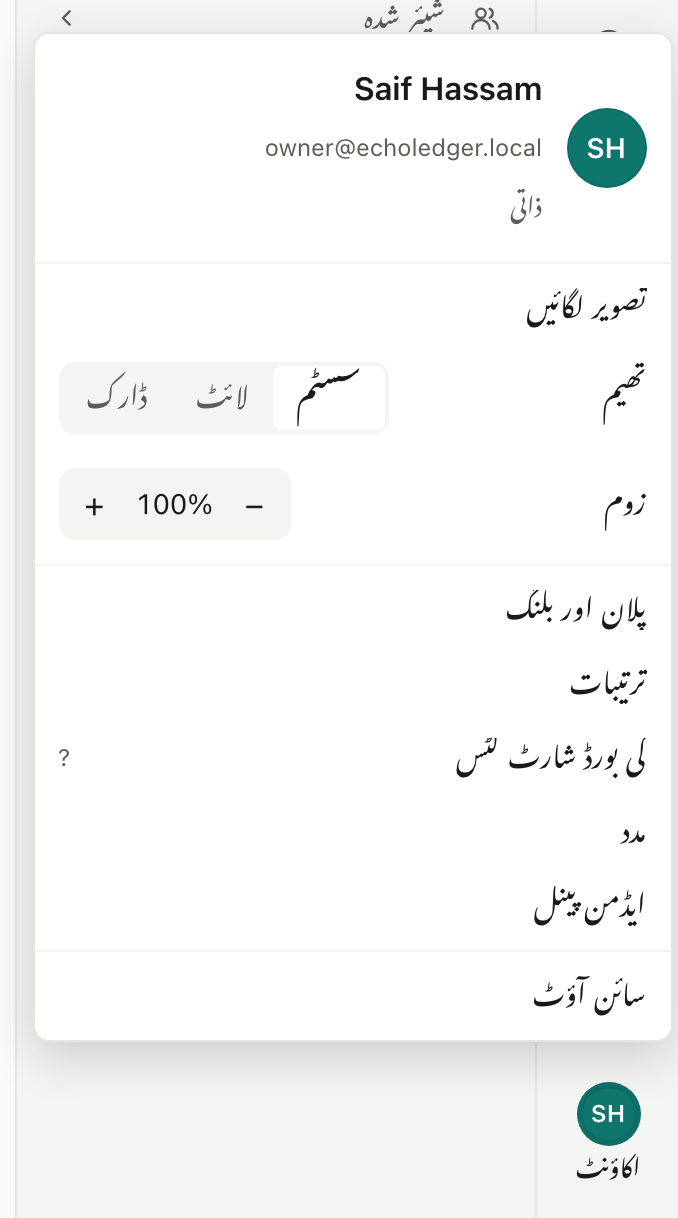 شیئر شدہ
Saif Hassam
owner@echoledger.local
SH
ذاتی
تصویر لگائیں
تھیم
سسٹم لائٹ ڈارک
زوم
− 100% +
پلان اور بلنگ
ترتیبات
کی بورڈ شارٹ کٹس ?
مدد
ایڈمن پینل
سائن آؤٹ
SH
اکاؤنٹ